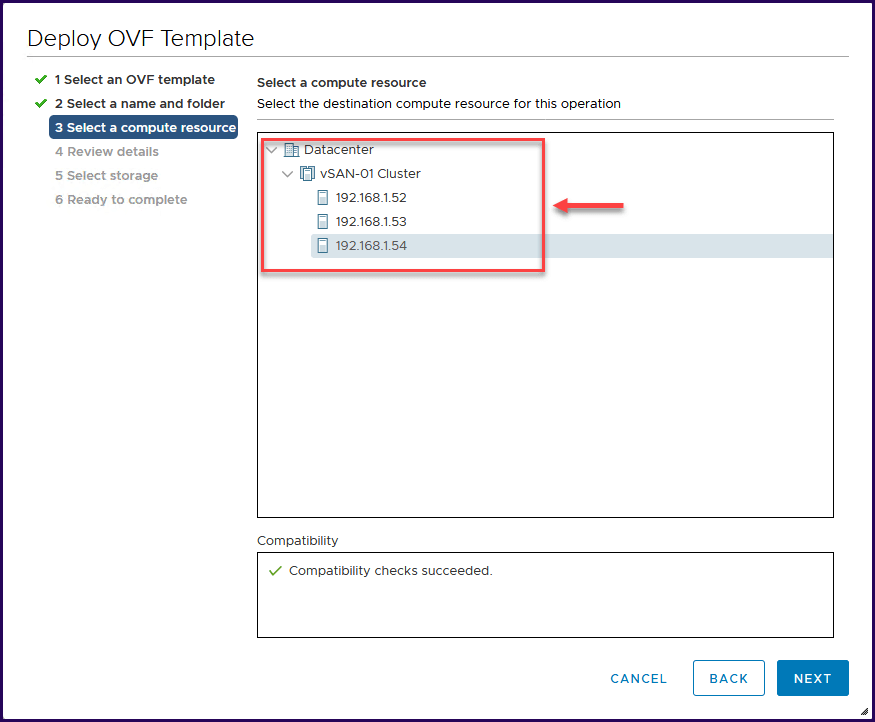 Deploy OVF Template
1 Select an OVF template
2 Select a name and folder
3 Select a compute resource
4 Review details
5 Select storage
6 Ready to complete
Select a compute resource
Select the destination compute resource for this operation
Datacenter
vSAN-01 Cluster
192.168.1.52
192.168.1.53
192.168.1.54
Compatibility
Compatibility checks succeeded.
CANCEL BACK NEXT